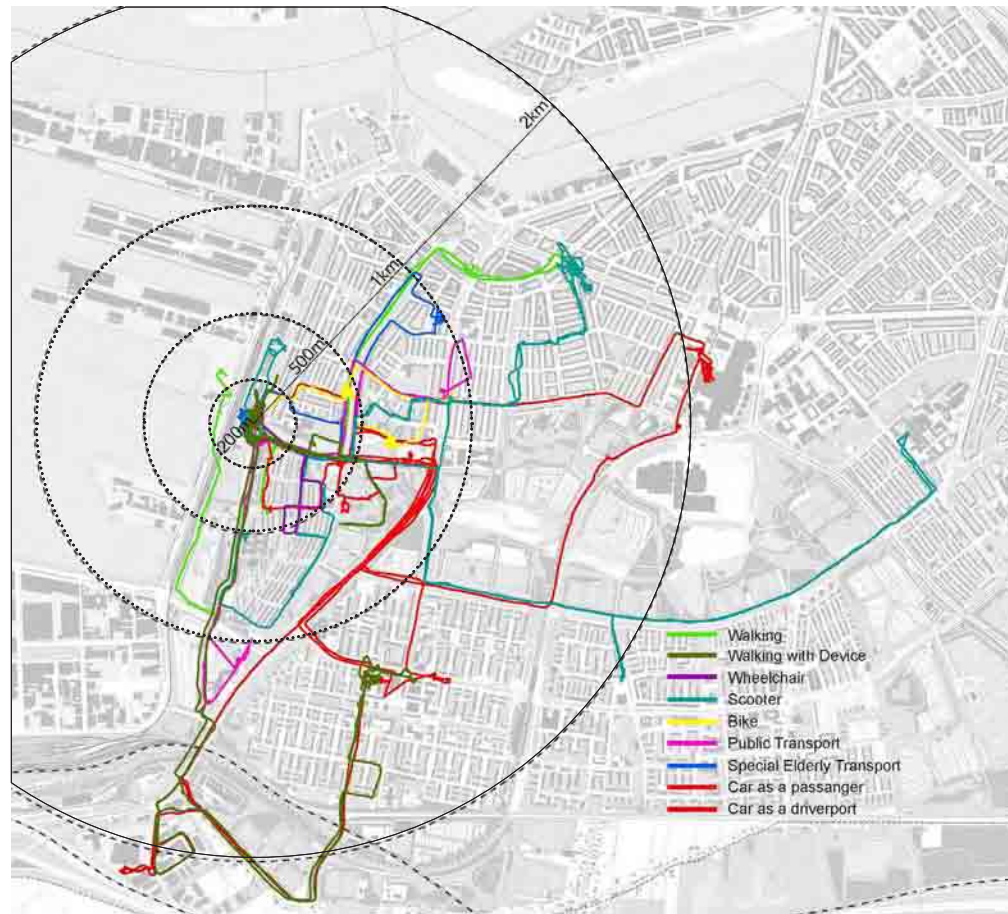 2km
1km
500m
200m
Walking
Walking with Device
Wheelchair
Scooter
Bike
Public Transport
Special Elderly Transport
Car as a passanger
Car as a driverport